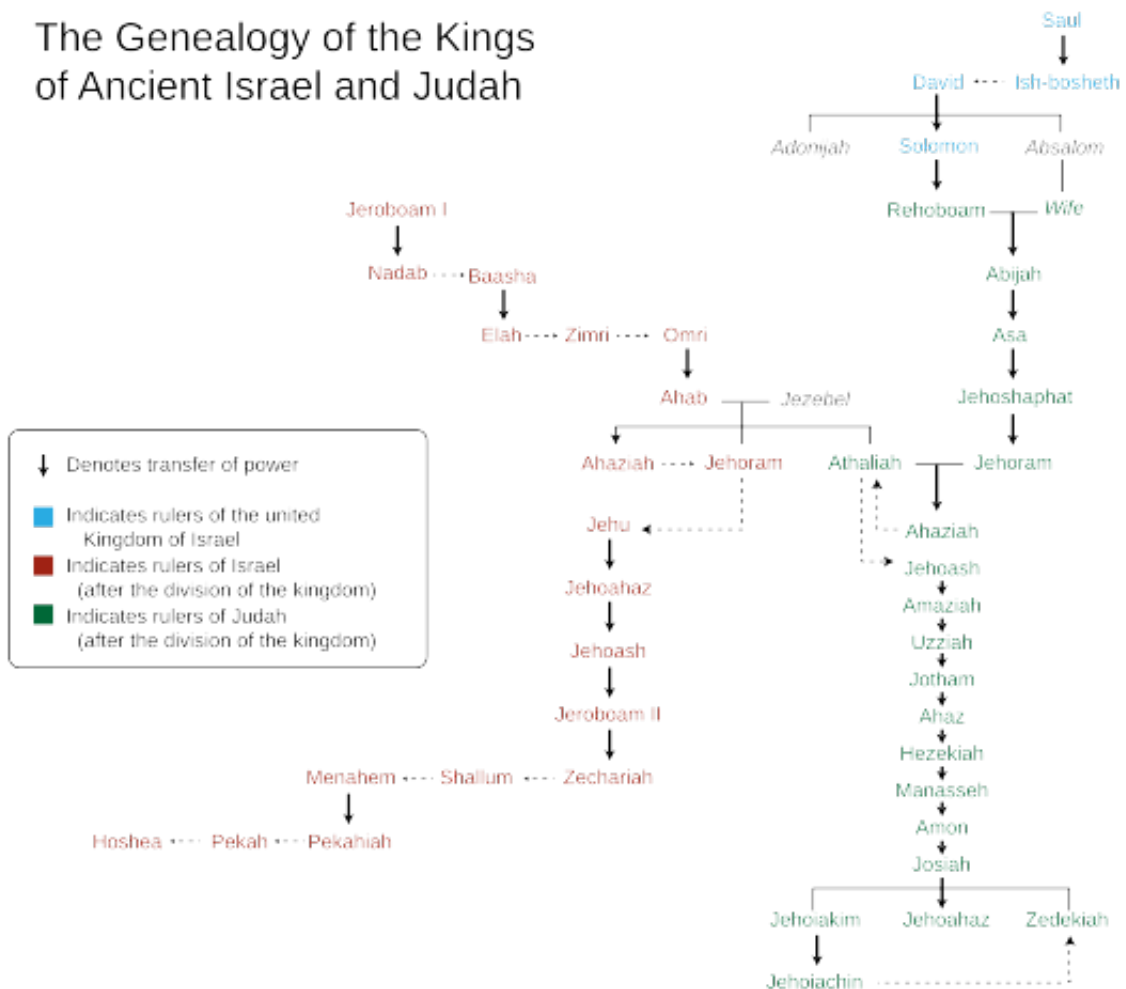 The Genealogy of the Kings
of Ancient Israel and Judah
Saul
David Ish-bosheth
Adonijah Solomon Absalom
Jeroboam I Rehoboam Wife
Nadab Baasha Abijah
Elah Zimri Omri Asa
Ahab Jezebel Jehoshaphat
Denotes transfer of power
Indicates rulers of the united
Kingdom of Israel
Indicates rulers of Israel
(after the division of the kingdom)
Indicates rulers of Judah
(after the division of the kingdom)
Ahaziah Jehoram Athaliah Jehoram
Jehu Ahaziah
Jehoash
Jehoahaz Amaziah
Jehoash Uzziah
Jotham
Jeroboam II Ahaz
Hezekiah
Menahem Shallum Zechariah Manasseh
Hoshea Pekah Pekahiah Amon
Josiah
Jehoiakim Jehoahaz Zedekiah
Jehoiachin